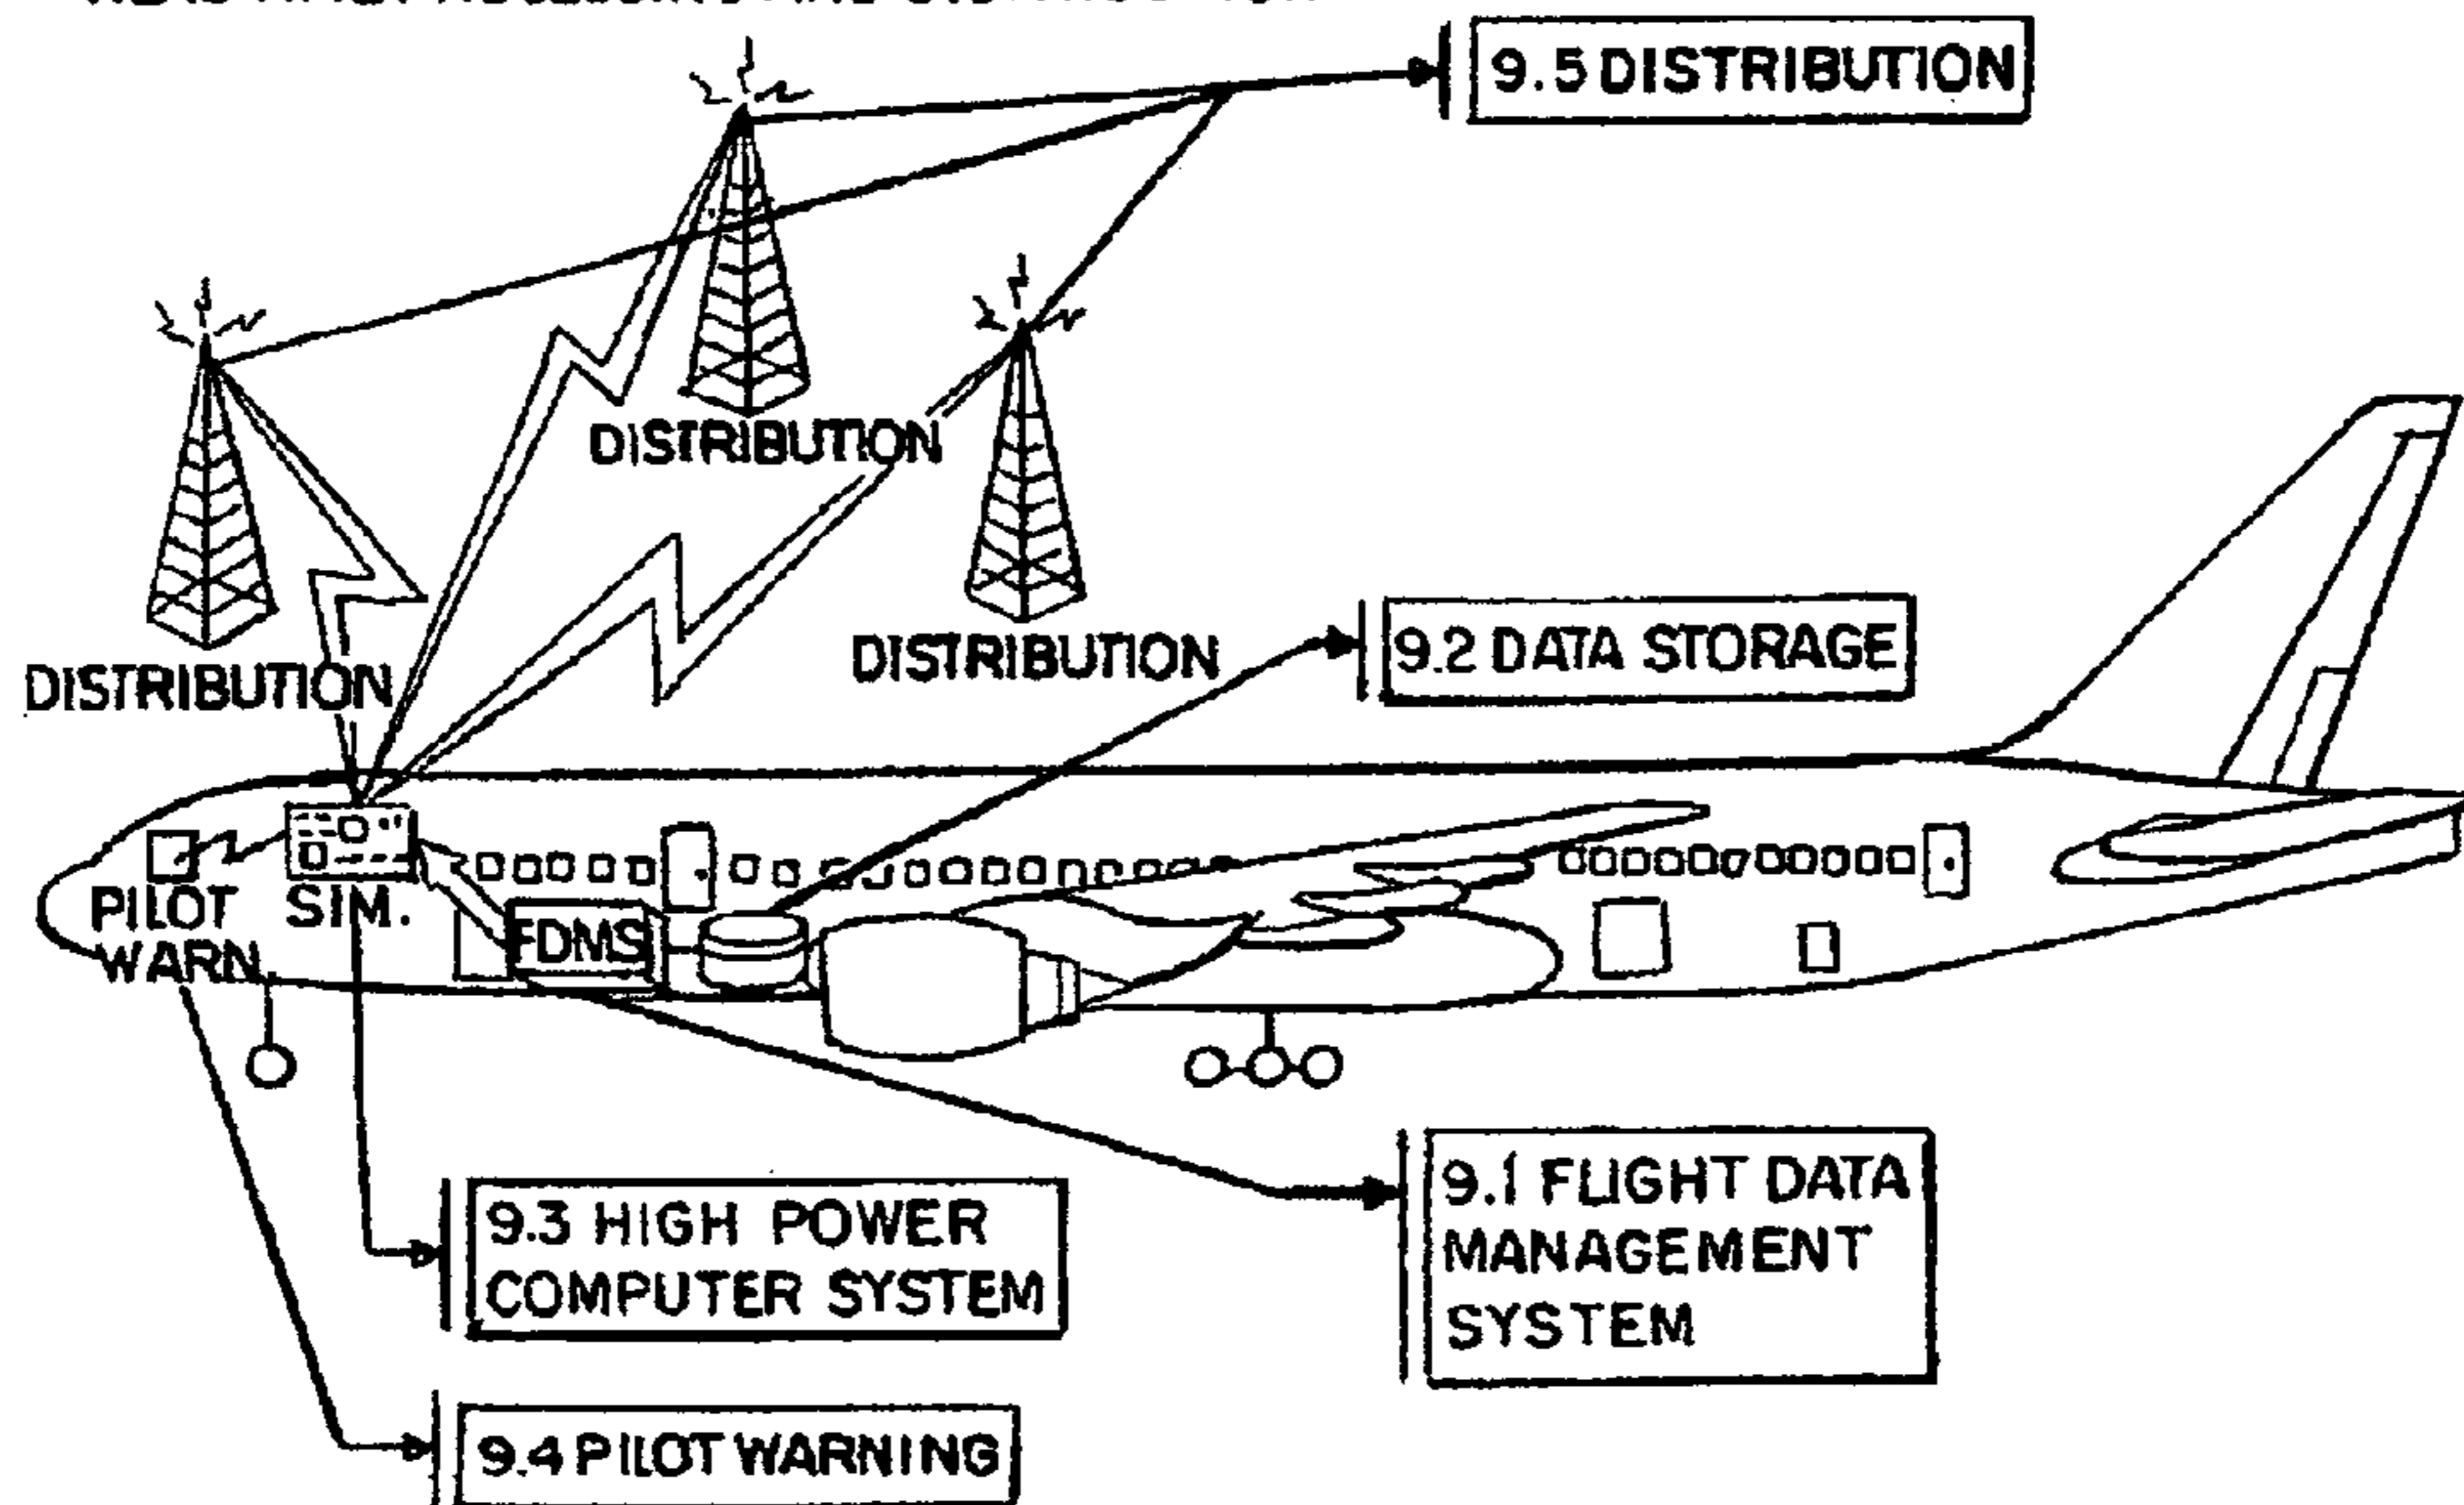 9.5 DISTRIBUTION
DISTRIBUTION
DISTRIBUTION
9.2 DATA STORAGE
DISTRIBUTION
PILOT
WARN
SIM.
FDMS
9.1 FLIGHT DATA
MANAGEMENT
SYSTEM
9.3 HIGH POWER
COMPUTER SYSTEM
9.4 PILOT WARNING